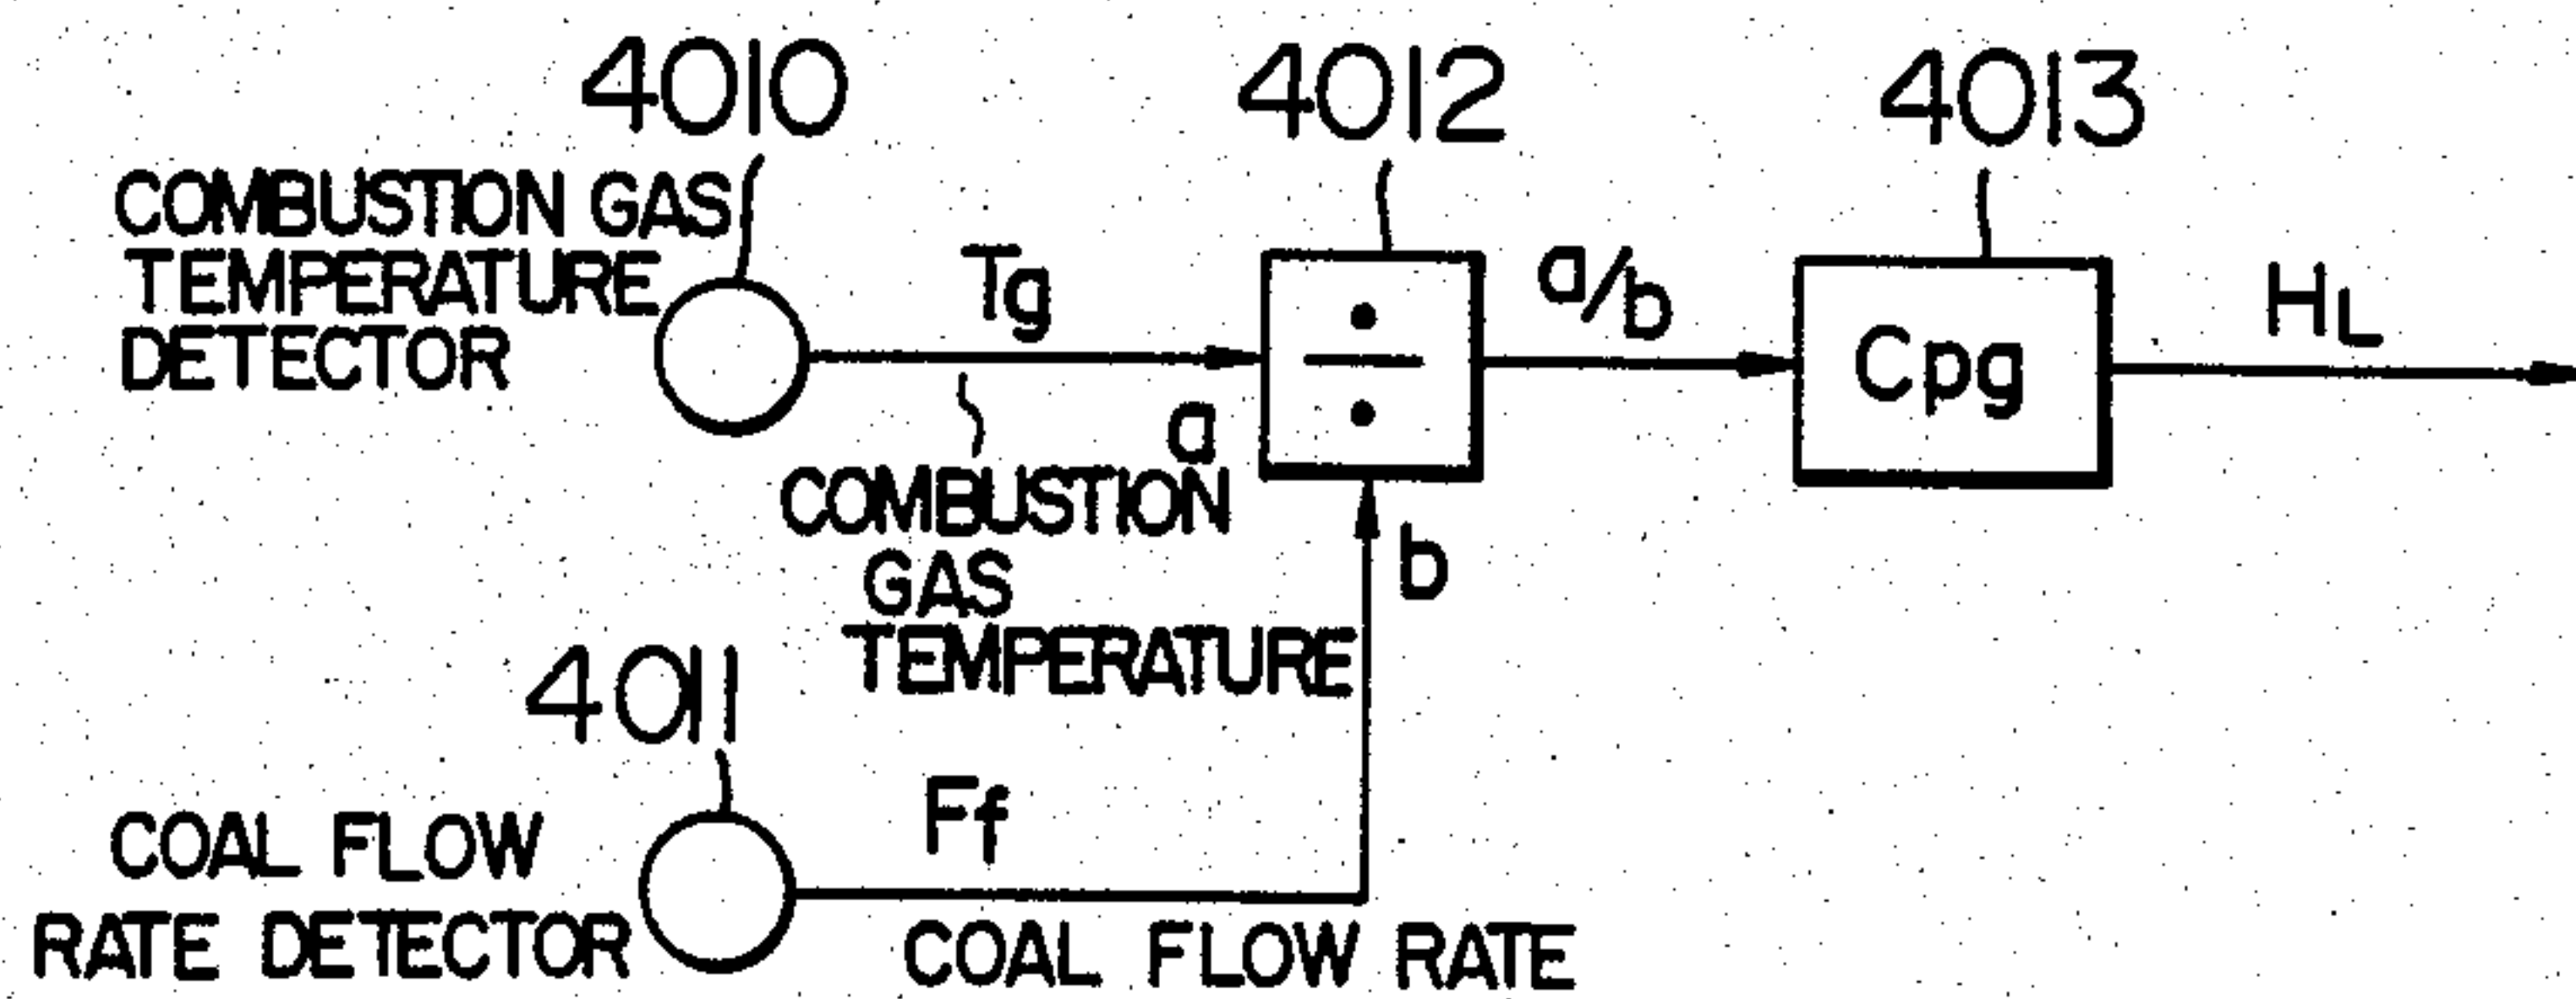 4010
4012
4013
COMBUSTION GAS
TEMPERATURE
DETECTOR
Tg
a/b
HL
÷
Cpg
a
COMBUSTION
GAS
TEMPERATURE
b
4011
Ff
COAL FLOW
RATE DETECTOR
COAL FLOW RATE